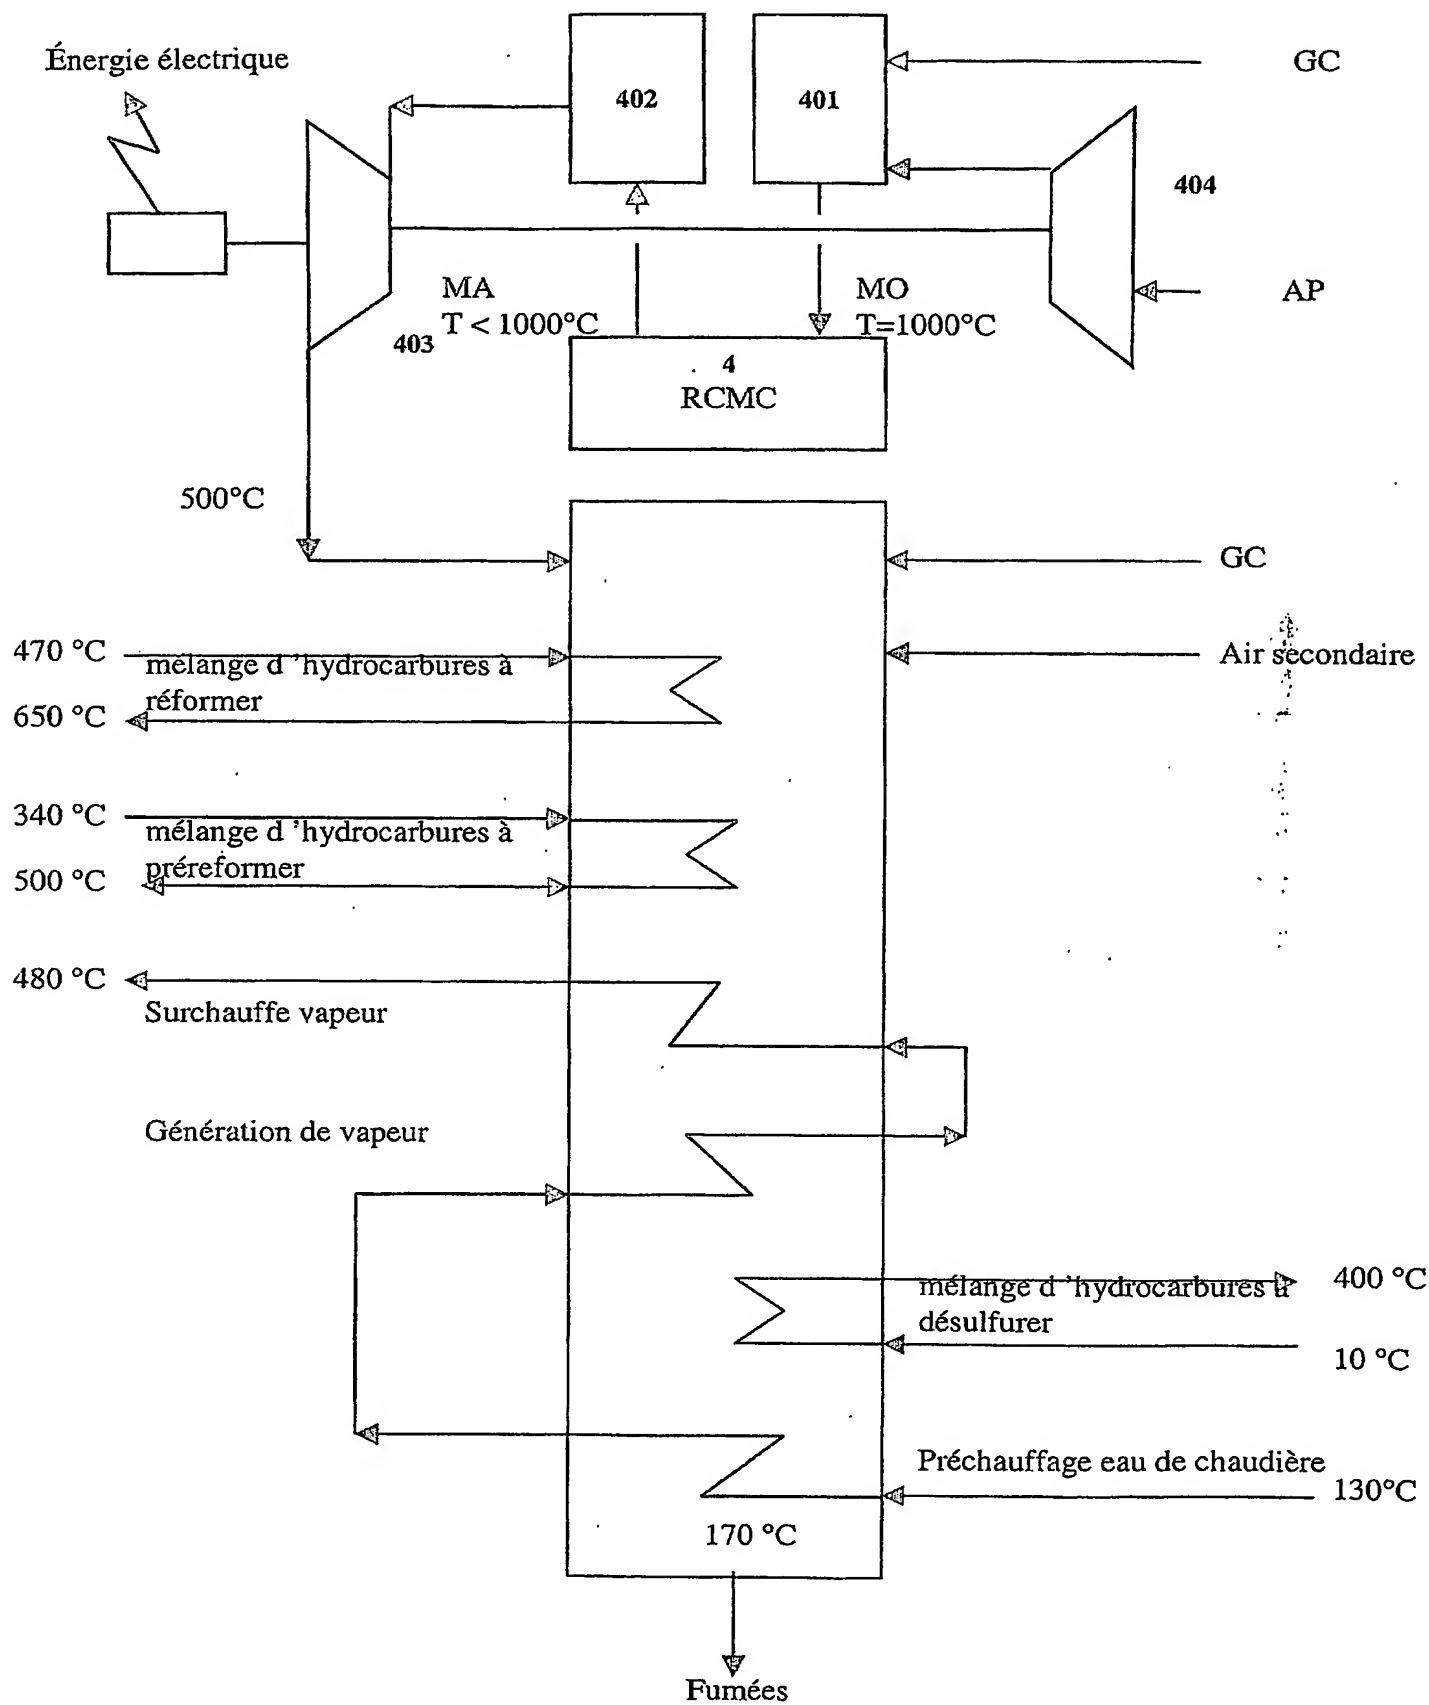 Énergie électrique
402
401
GC
404
AP
MA
T < 1000°C
MO
T=1000°C
403
4
RCMC
500°C
GC
Air secondaire
470 °C
mélange d 'hydrocarbures à
réformer
650 °C
340 °C
mélange d 'hydrocarbures à
préreformer
500 °C
480 °C
Surchauffe vapeur
Génération de vapeur
mélange d 'hydrocarbures à
400 °C
désulfurer
10 °C
Préchauffage eau de chaudière
130°C
170 °C
Fumées